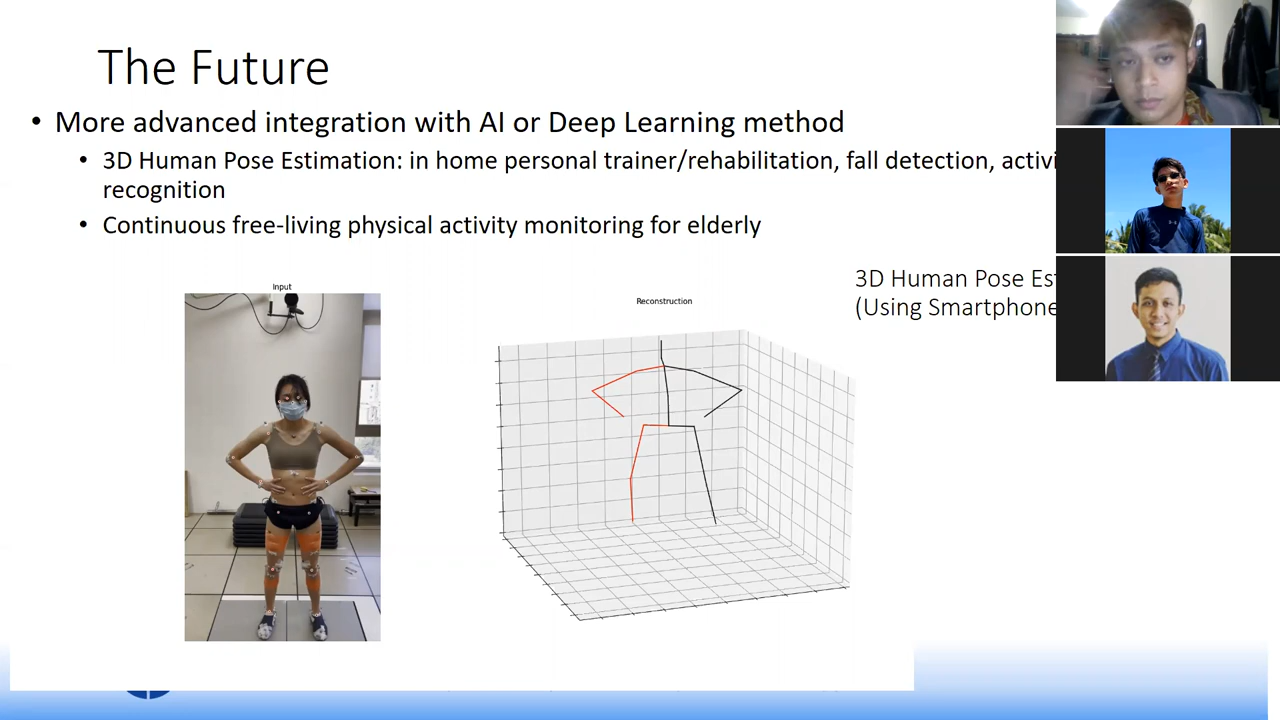 The Future
• More advanced integration with AI or Deep Learning method
• 3D Human Pose Estimation: in home personal trainer/rehabilitation, fall detection, activi
recognition
• Continuous free-living physical activity monitoring for elderly
3D Human Pose Es
(Using Smartphone
Input
Reconstruction